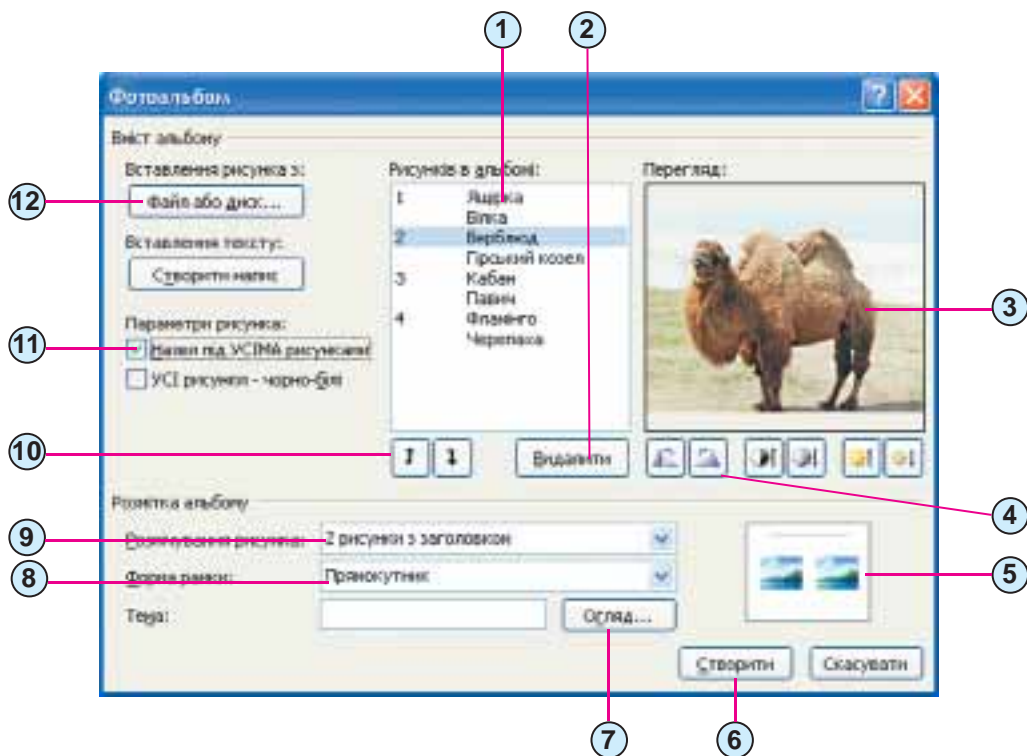 1
2
Фотоальбом
Вміст альбому
Вставлення рисунка з:
Рисунків в альбомі:
Перегляд:
12
Файл або диск...
1 Ящірка
Білка
Вставлення тексту:
2 Верблюд
Створити напис
Гірський козел
3 Кабан
Павич
3
Параметри рисунка:
4 Фламінго
11
Написи під УСІМА рисунками
Черепаха
УСІ рисунки - чорно-білі
10
Видалити
4
Розмітка альбому
9
Розмічування рисунка:
2 рисунки з заголовком
8
Форма рамки:
Прямокутник
5
Тема:
Огляд...
Створити
Скасувати
7
6